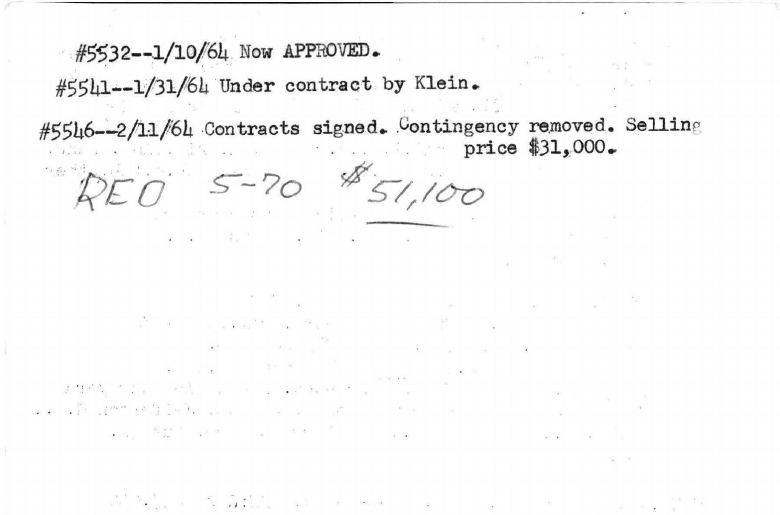 #5532--1/10/64 Now APPROVED.
#5541--1/31/64 Under contract by Klein.
#5546--2/11/64 Contracts signed. Contingency removed. Selling
price $31,000.
REO 5-70 $51,100